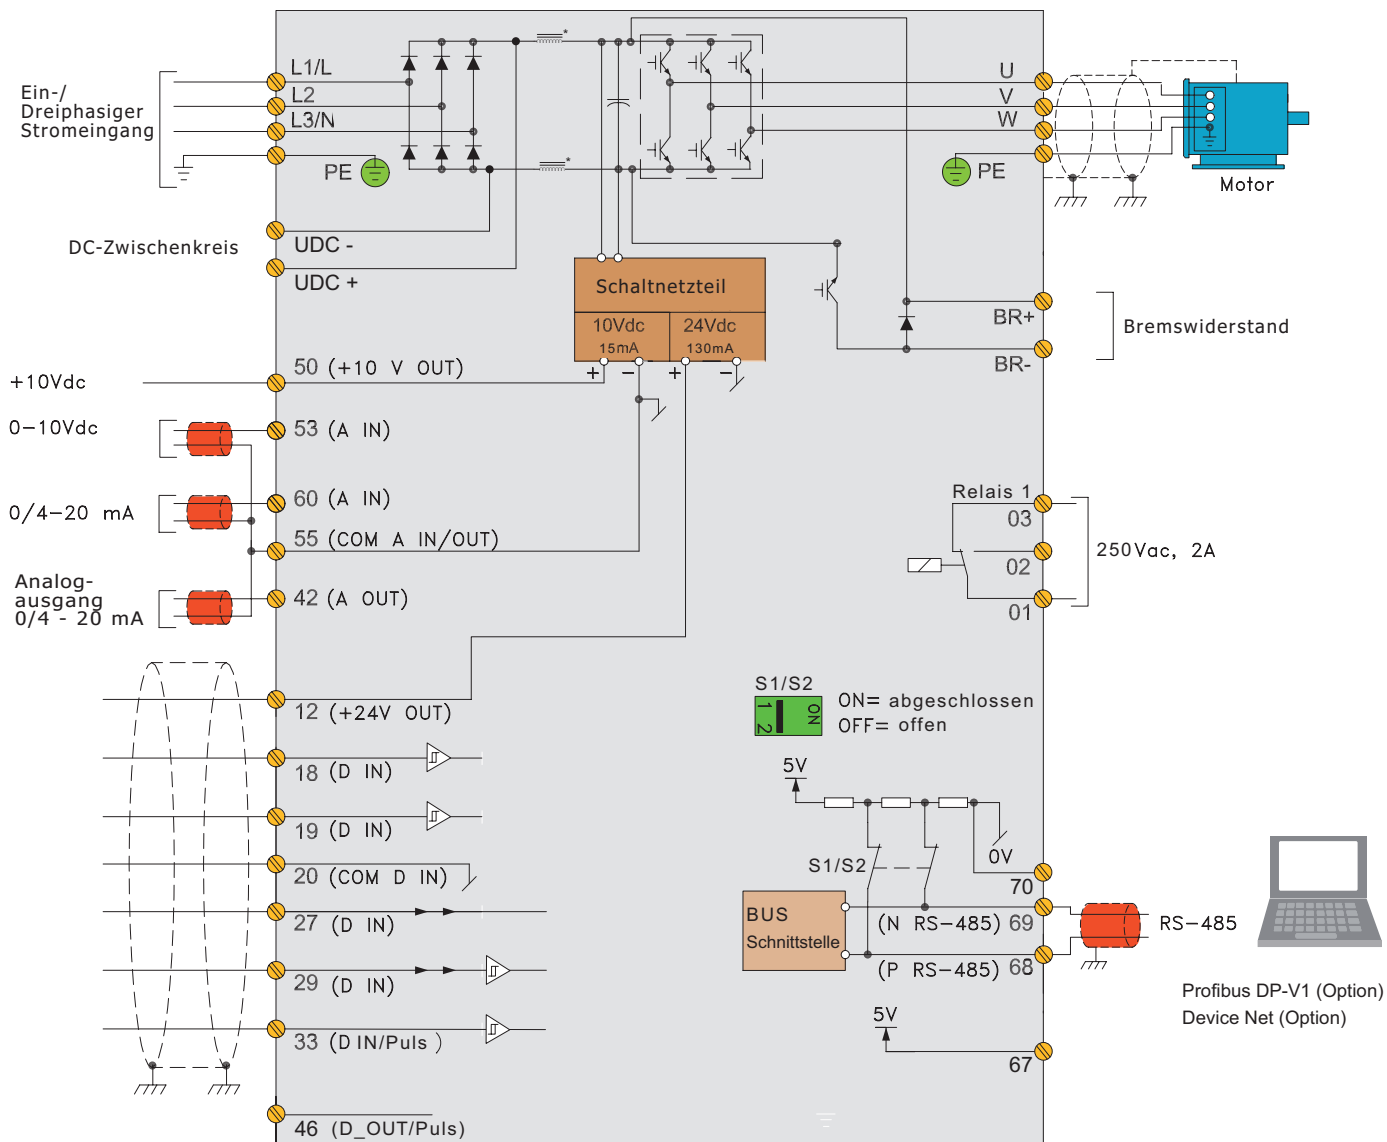 Ein-/
Dreiphasiger
Stromeingang
L1/L
L2
L3/N
PE
*
*
U
V
W
PE
Motor
DC-Zwischenkreis
UDC -
UDC +
Schaltnetzteil
10Vdc
15mA
24Vdc
130mA
+ - + -
BR+
BR-
Bremswiderstand
+10Vdc
50 (+10 V OUT)
0-10Vdc
53 (A IN)
0/4-20 mA
60 (A IN)
55 (COM A IN/OUT)
Analog-
ausgang
0/4 - 20 mA
42 (A OUT)
Relais 1
03
02
01
250Vac, 2A
12 (+24V OUT)
18 (D IN)
19 (D IN)
20 (COM D IN)
27 (D IN)
29 (D IN)
33 (D IN/Puls )
46 (D_OUT/Puls)
S1/S2
1
2
ON
ON= abgeschlossen
OFF= offen
5V
0V
S1/S2
70
BUS
Schnittstelle
(N RS-485) 69
(P RS-485) 68
RS-485
5V
67
Profibus DP-V1 (Option)
Device Net (Option)